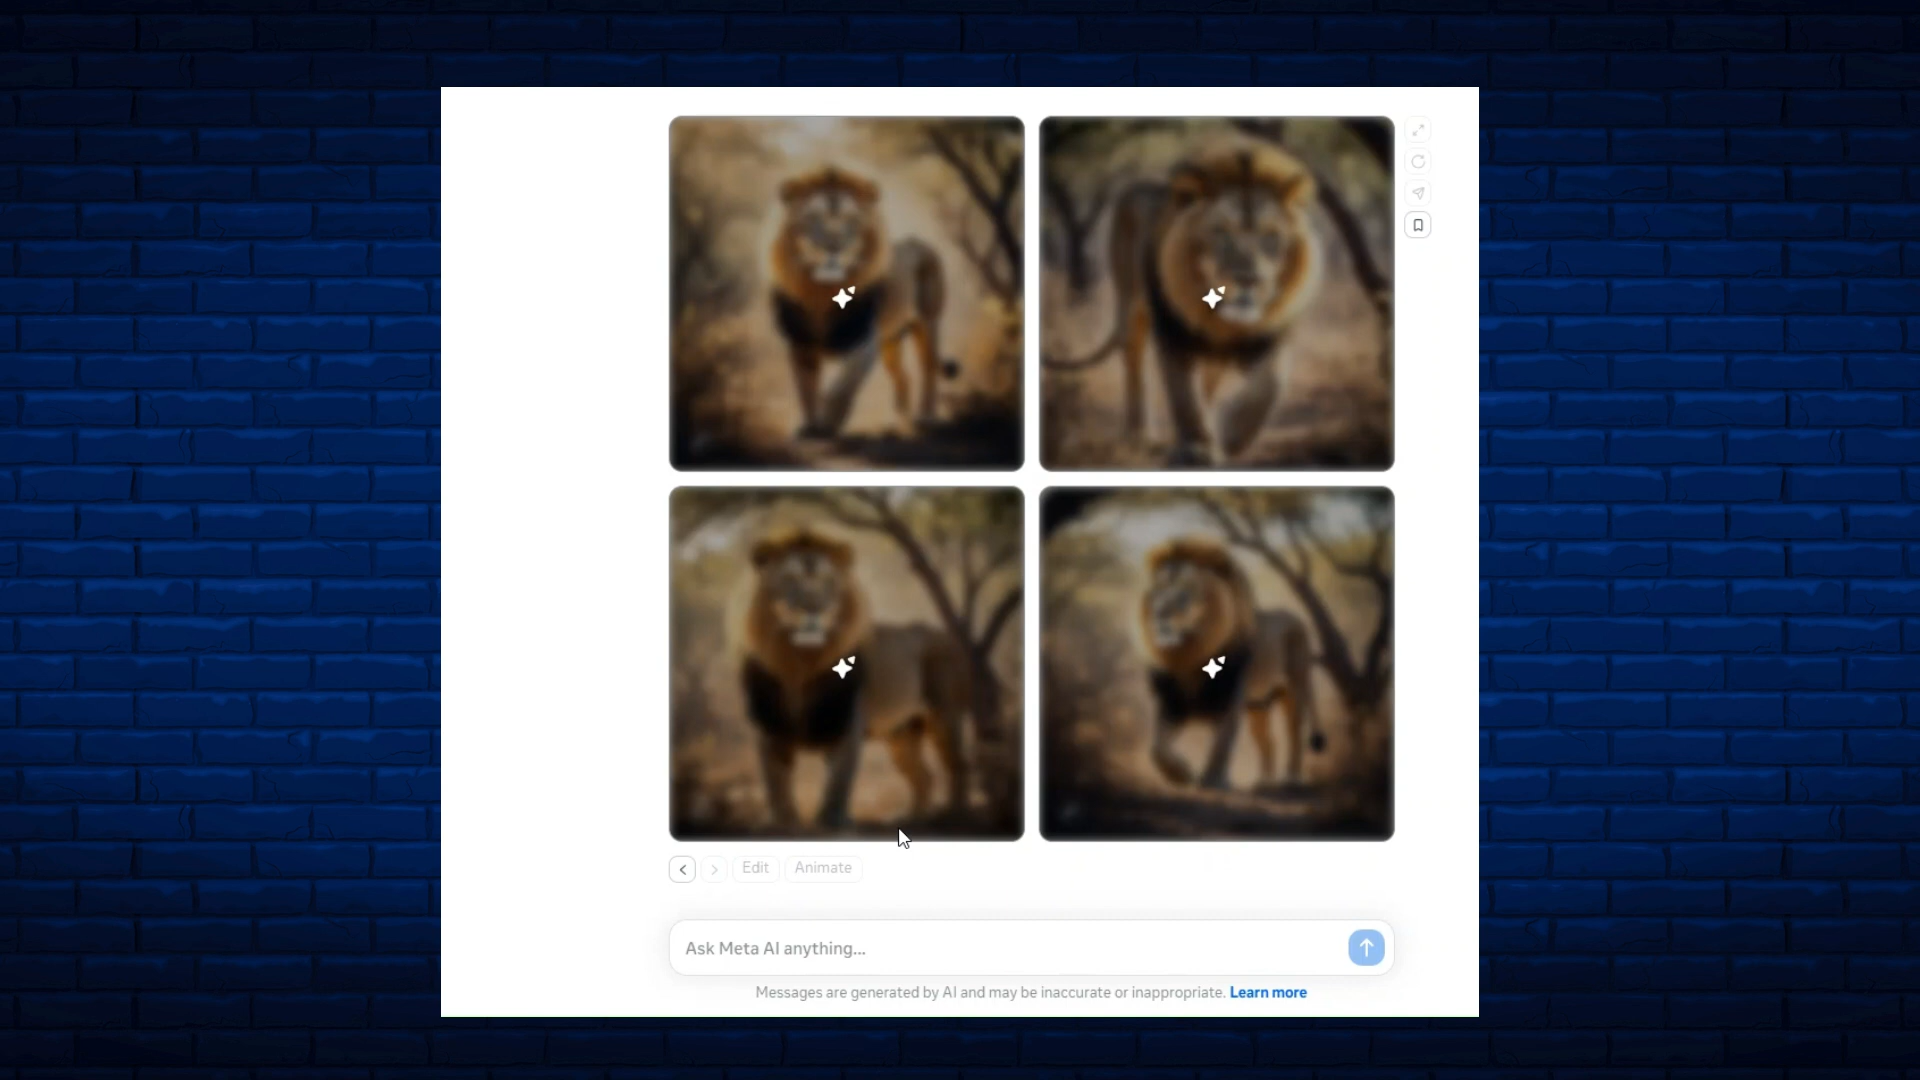 Edit
Animate
Ask Meta AI anything...
Messages are generated by AI and may be inaccurate or inappropriate. Learn more